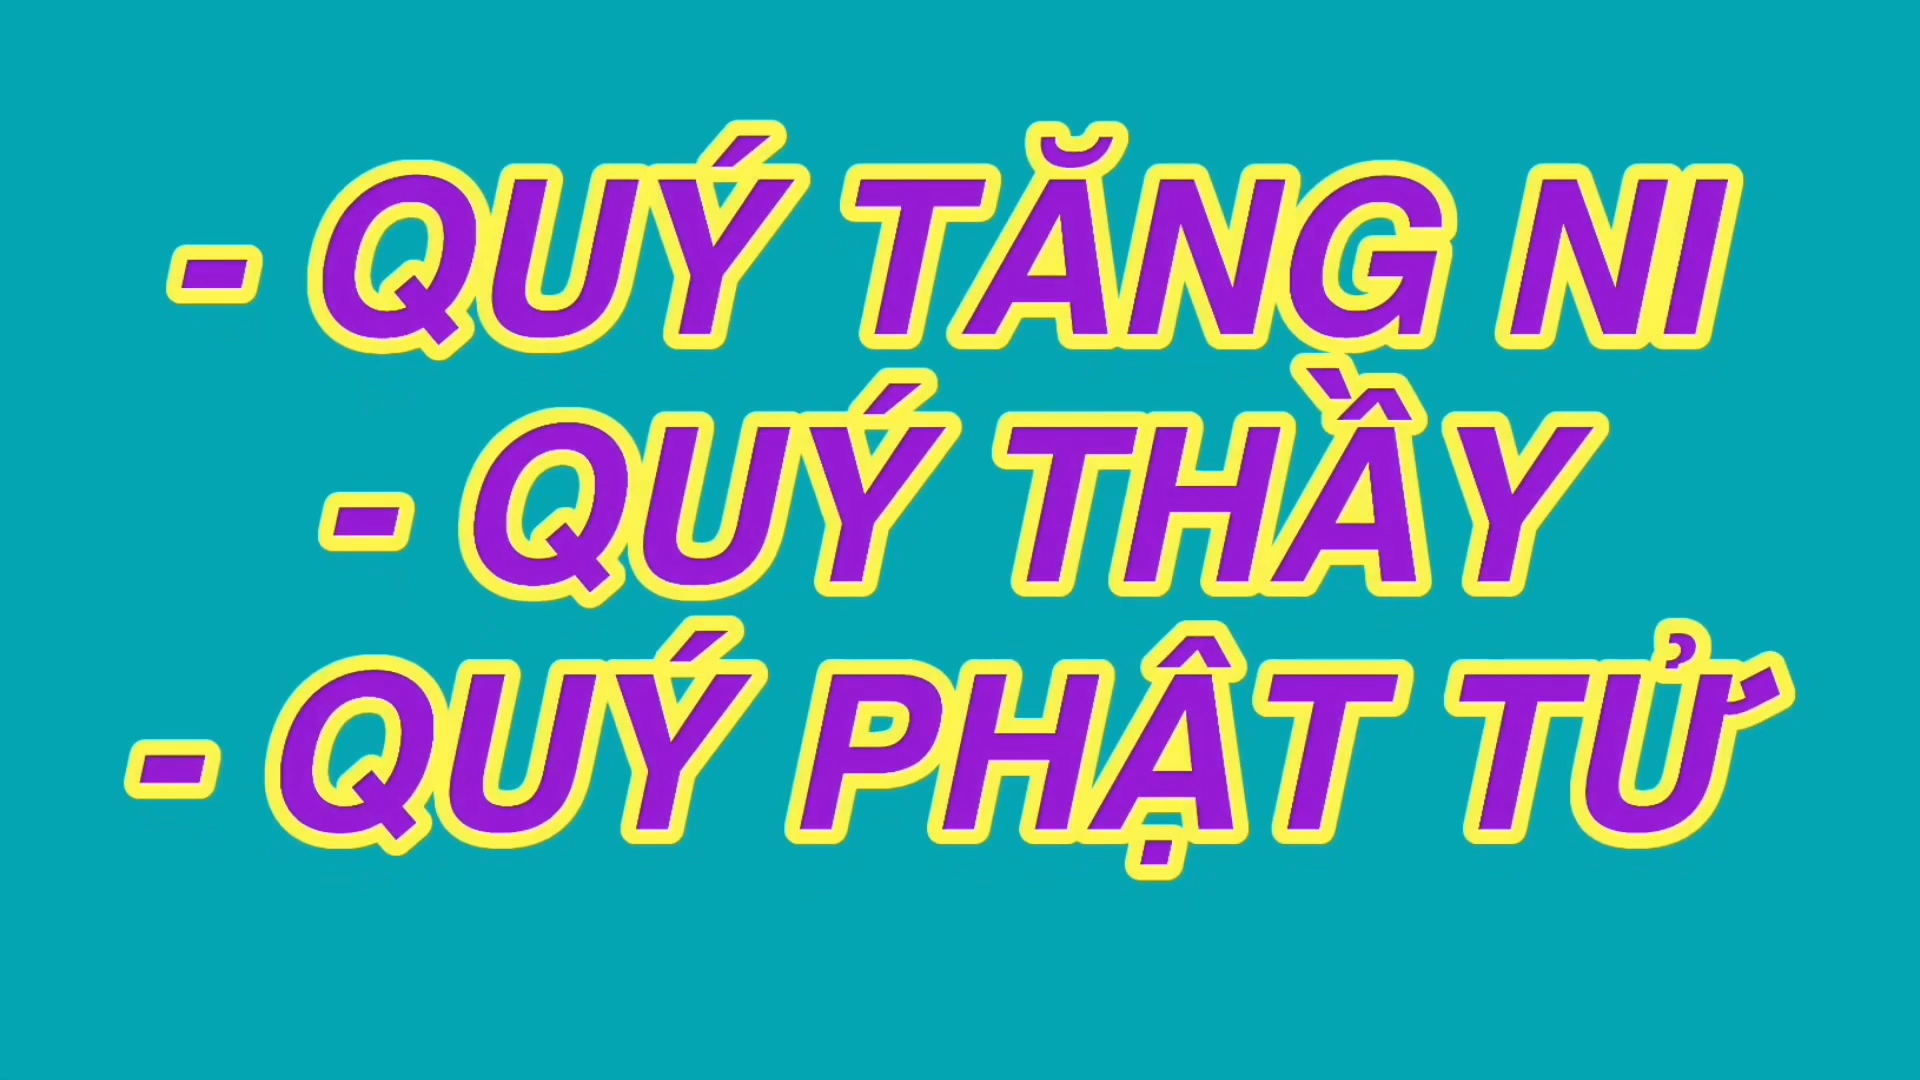 - QUÝ TĂNG NI
- QUÝ THẦY
- QUÝ PHẬT TỬ